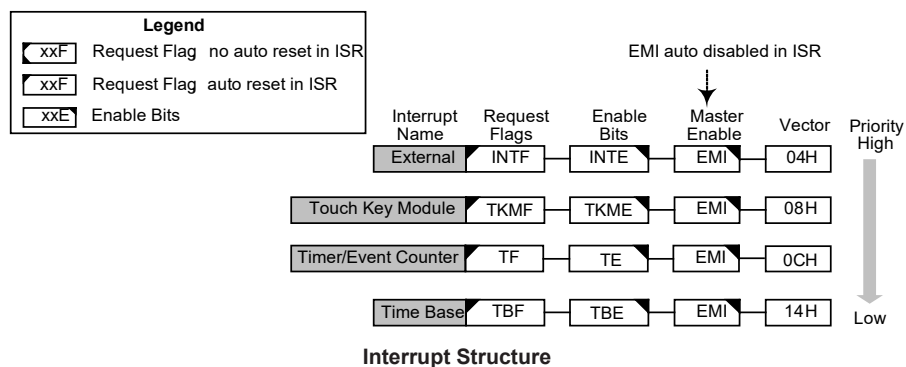 Legend
xxF Request Flag no auto reset in ISR
xxF Request Flag auto reset in ISR
xxE Enable Bits
EMI auto disabled in ISR
Interrupt Name Request Flags Enable Bits Master Enable Vector Priority
High
External INTF INTE EMI 04H
Touch Key Module TKMF TKME EMI 08H
Timer/Event Counter TF TE EMI 0CH
Time Base TBF TBE EMI 14H
Low
Interrupt Structure